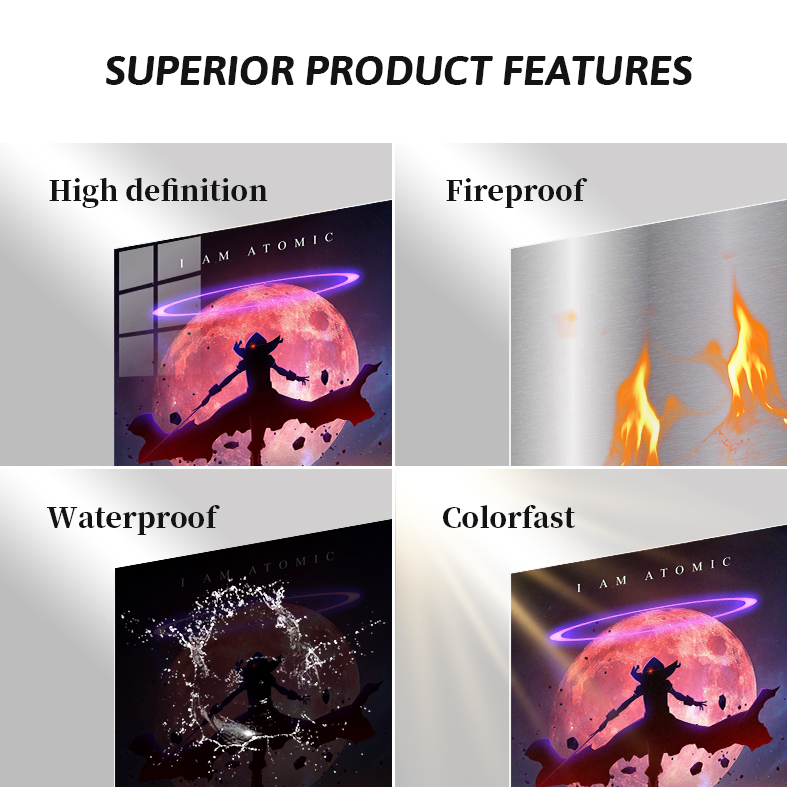 SUPERIOR PRODUCT FEATURES
High definition
Fireproof
I AM ATOMIC
Waterproof
Colorfast
I AM ATOMIC
I AM ATOMIC